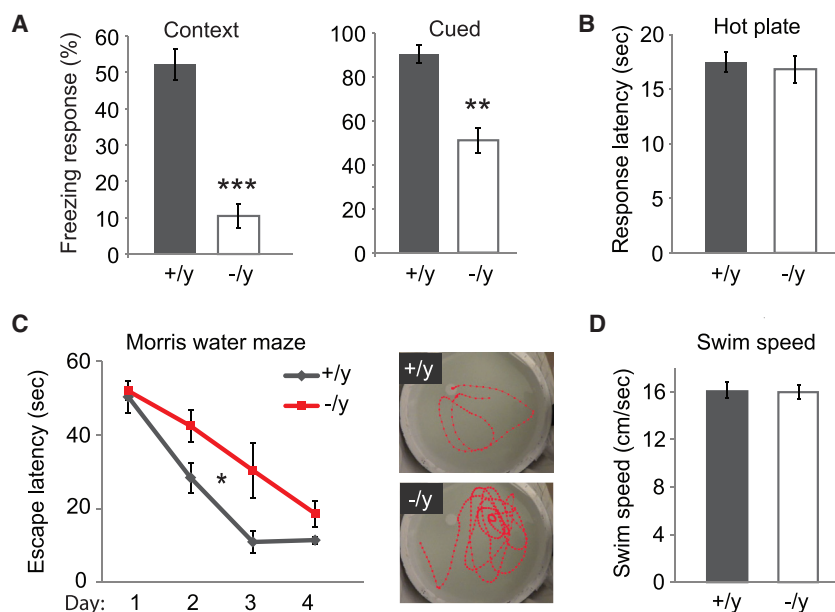 A
Context
Freezing response (%)
60
50
40
30
20
10
0
***
+/y
-/y
Cued
100
80
60
40
20
0
**
+/y
-/y
B
Hot plate
Response latency (sec)
20
15
10
5
0
+/y
-/y
C
Morris water maze
Escape latency (sec)
60
40
20
0
+/y
-/y
*
Day: 1 2 3 4
+/y
-/y
D
Swim speed
Swim speed (cm/sec)
20
16
12
8
4
0
+/y
-/y